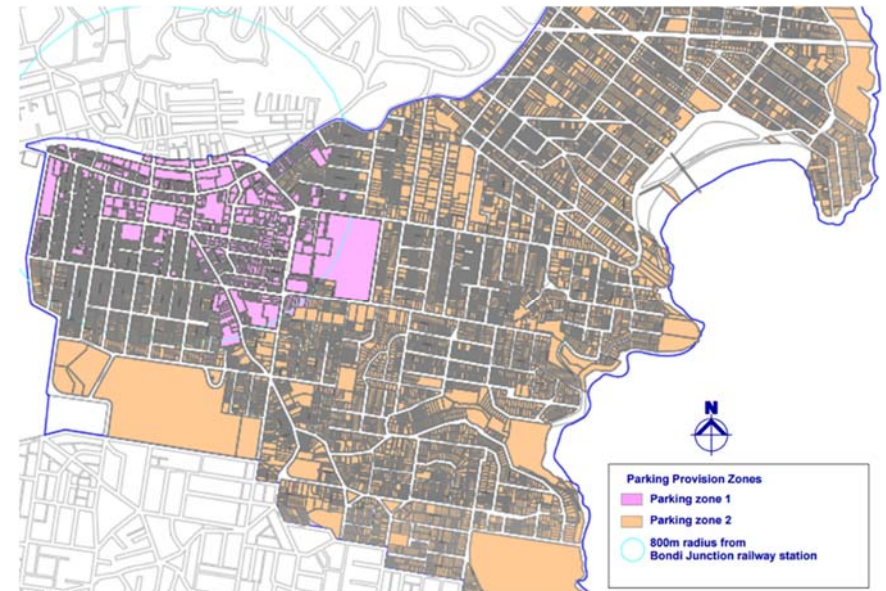 N
Parking Provision Zones
Parking zone 1
Parking zone 2
800m radius from
Bondi Junction railway station